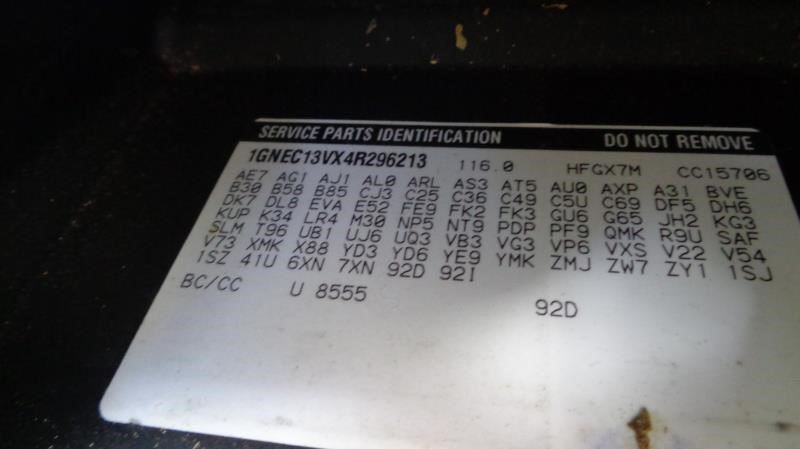 SERVICE PARTS IDENTIFICATION DO NOT REMOVE
1GNEC13VX4R296213 116.0 HFGX7M CC15706
AE7 AG1 AJ1 AL0 ARL AS3 AT5 AU0 AXP A31 BVE
B30 B58 B85 CJ3 C25 C36 C49 C5U C69 DF5 DH6
DK7 DL8 EVA E52 FE9 FK2 FK3 GU6 G65 JH2 KG3
KUP K34 LR4 M30 NP5 NT9 PDP PF9 QMK R9U SAF
SLM T96 UB1 UJ6 UQ3 VB3 VG3 VP6 VXS V22 V54
V73 XMK X88 YD3 YD6 YE9 YMK ZMJ ZW7 ZY1 1SJ
1SZ 41U 6XN 7XN 92D 92I
BC/CC U 8555 92D